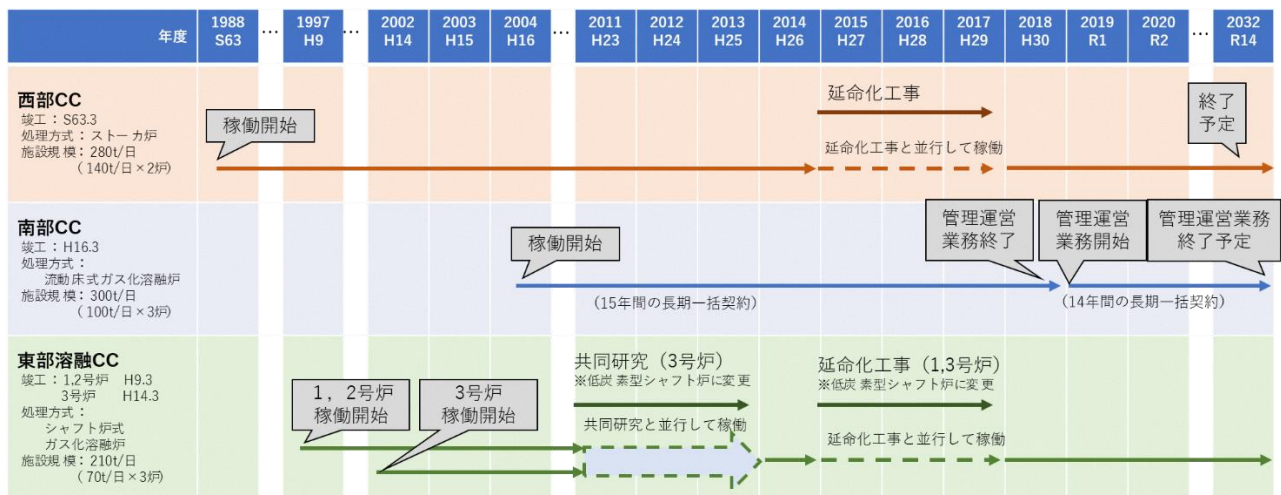 年度
1988 S63
…
1997 H9
…
2002 H14
2003 H15
2004 H16
…
2011 H23
2012 H24
2013 H25
2014 H26
2015 H27
2016 H28
2017 H29
2018 H30
2019 R1
2020 R2
…
2032 R14
西部CC
竣工：S63.3
処理方式：ストーカ炉
施設規模：280t/日
（140t/日×2炉）
稼働開始
延命化工事
延命化工事と並行して稼働
終了
予定
南部CC
竣工：H16.3
処理方式：
流動床式ガス化溶融炉
施設規模：300t/日
（100t/日×3炉）
稼働開始
（15年間の長期一括契約）
管理運営
業務終了
管理運営
業務開始
管理運営業務
終了予定
（14年間の長期一括契約）
東部溶融CC
竣工：1,2号炉　H9.3
3号炉　H14.3
処理方式：
シャフト炉式
ガス化溶融炉
施設規模：210t/日
（70t/日×3炉）
1，2号炉
稼働開始
3号炉
稼働開始
共同研究（3号炉）
※低炭素型シャフト炉に変更
共同研究と並行して稼働
延命化工事（1,3号炉）
※低炭素型シャフト炉に変更
延命化工事と並行して稼働